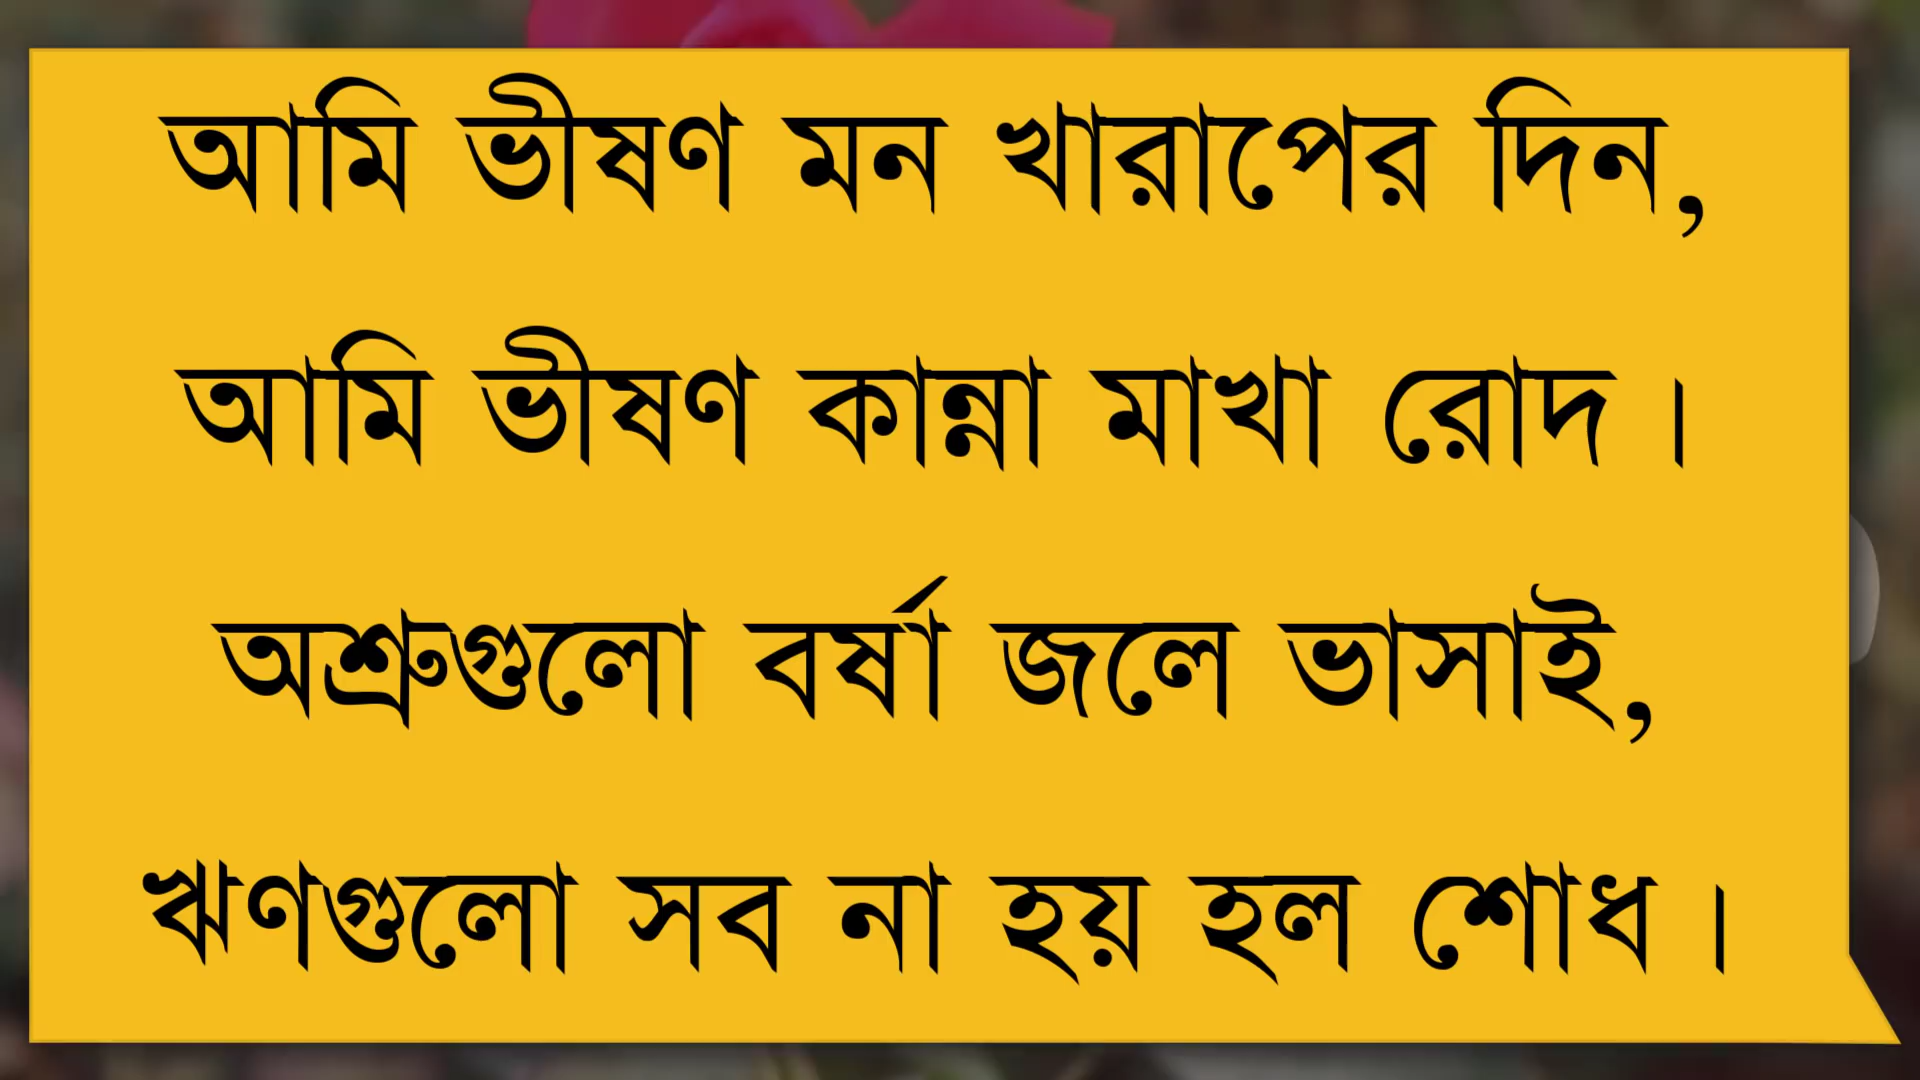 আমি ভীষণ মন খারাপের দিন,
আমি ভীষণ কান্না মাখা রোদ ।
অশ্রুগুলো বর্ষা জলে ভাসাই,
ঋণগুলো সব না হয় হল শোধ ।